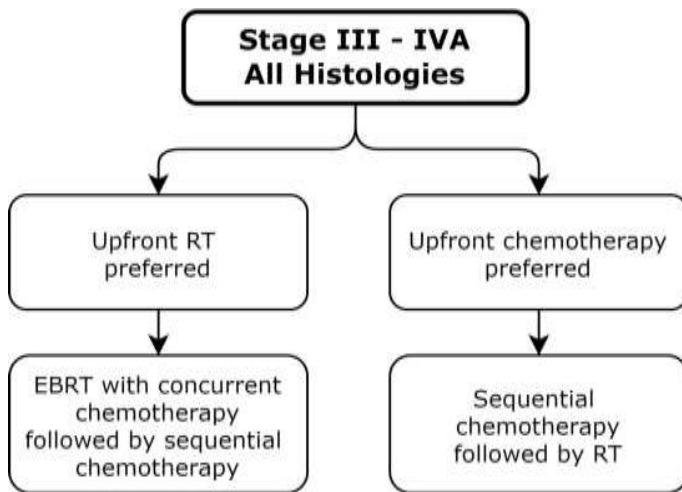 Stage III - IVA
All Histologies
Upfront RT
preferred
Upfront chemotherapy
preferred
EBRT with concurrent
chemotherapy
followed by sequential
chemotherapy
Sequential
chemotherapy
followed by RT